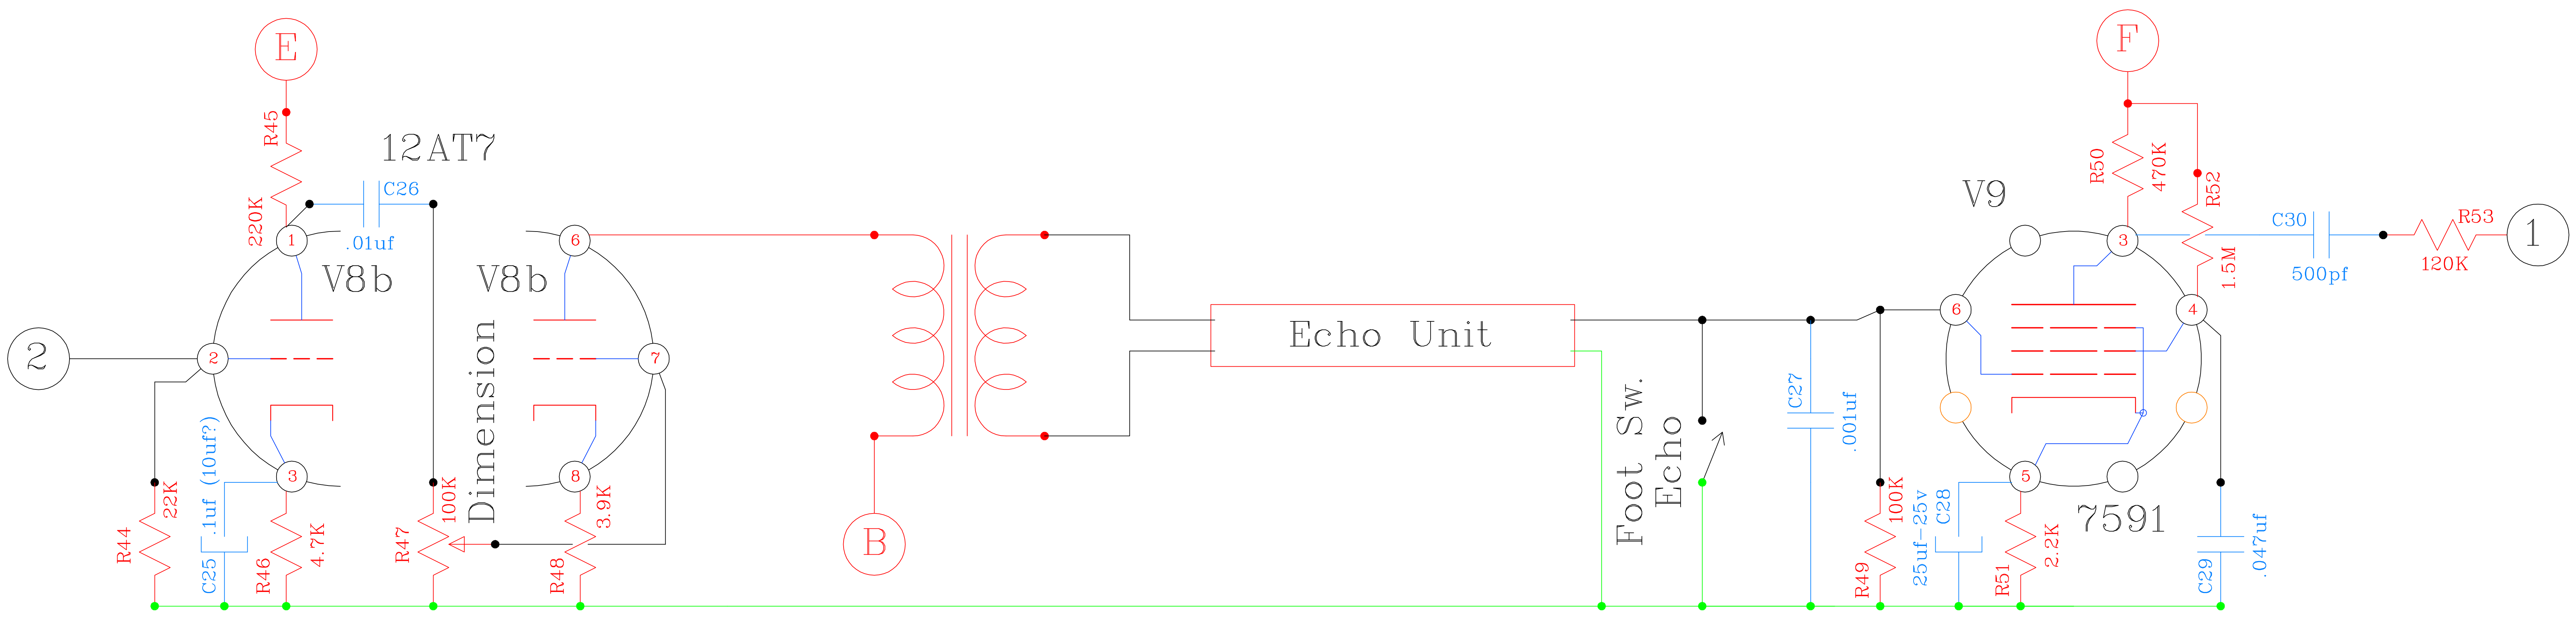 E
R45
220K
12AT7
C26
.01uf
1
V8b
2
2
3
R44
22K
C25
.1uf (10uf?)
R46
4.7K
R47
100K
Dimension
V8b
6
7
8
R48
3.9K
B
Echo Unit
Foot Sw.
Echo
C27
.001uf
R49
100K
C28
25uf-25v
R51
2.2K
V9
7591
3
4
5
6
F
R50
470K
R52
1.5M
C29
.047uf
C30
500pf
R53
120K
1